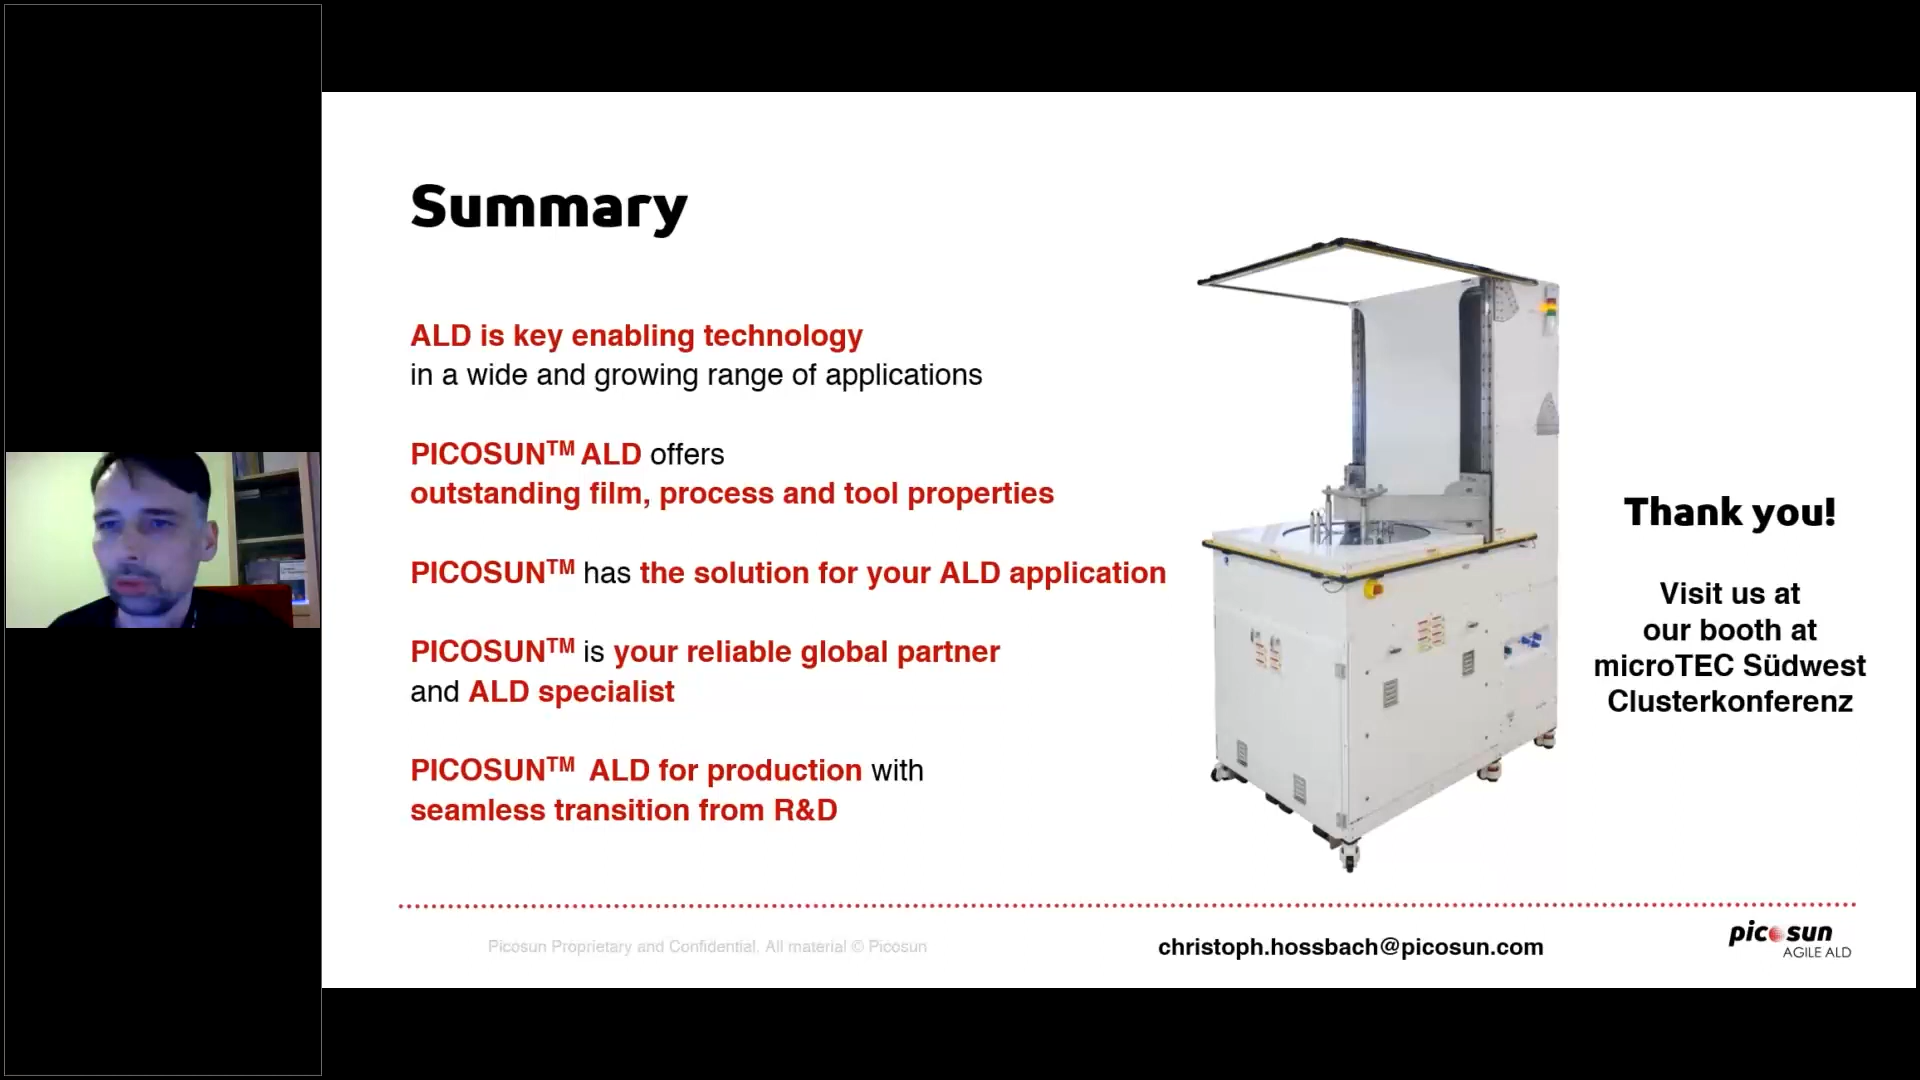 Summary
ALD is key enabling technology
in a wide and growing range of applications
PICOSUN™ ALD offers
outstanding film, process and tool properties
PICOSUN™ has the solution for your ALD application
PICOSUN™ is your reliable global partner
and ALD specialist
PICOSUN™ ALD for production with
seamless transition from R&D
Thank you!
Visit us at
our booth at
microTEC Südwest
Clusterkonferenz
Picosun Proprietary and Confidential. All material © Picosun
christoph.hossbach@picosun.com
picosun
AGILE ALD